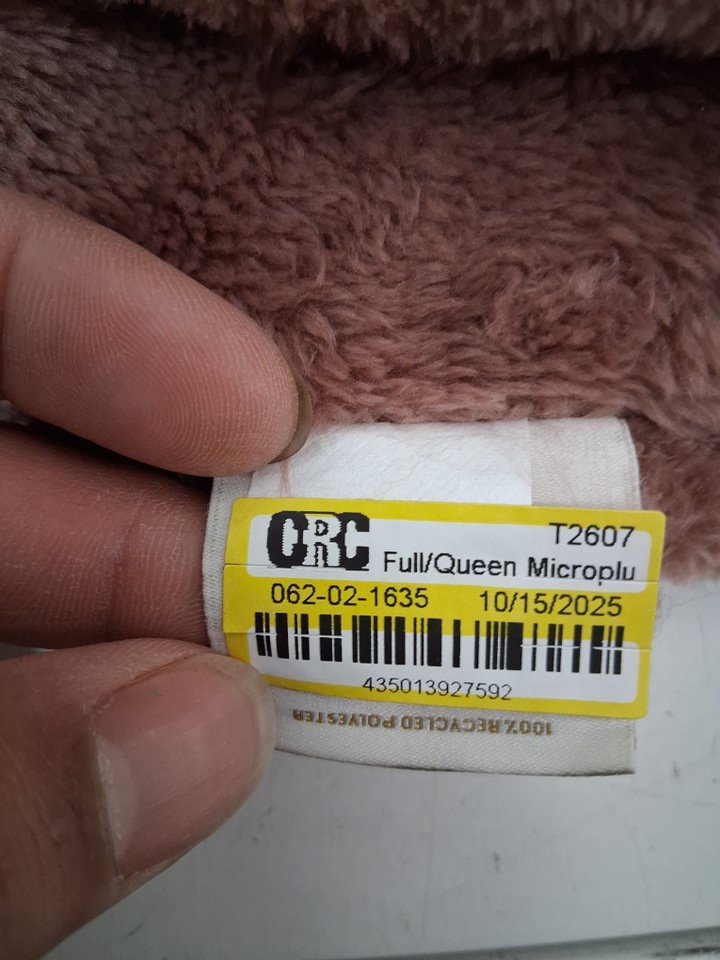 CRC
T2607
Full/Queen Microplu
062-02-1635 10/15/2025
435013927592
100% RECYCLED POLYESTER